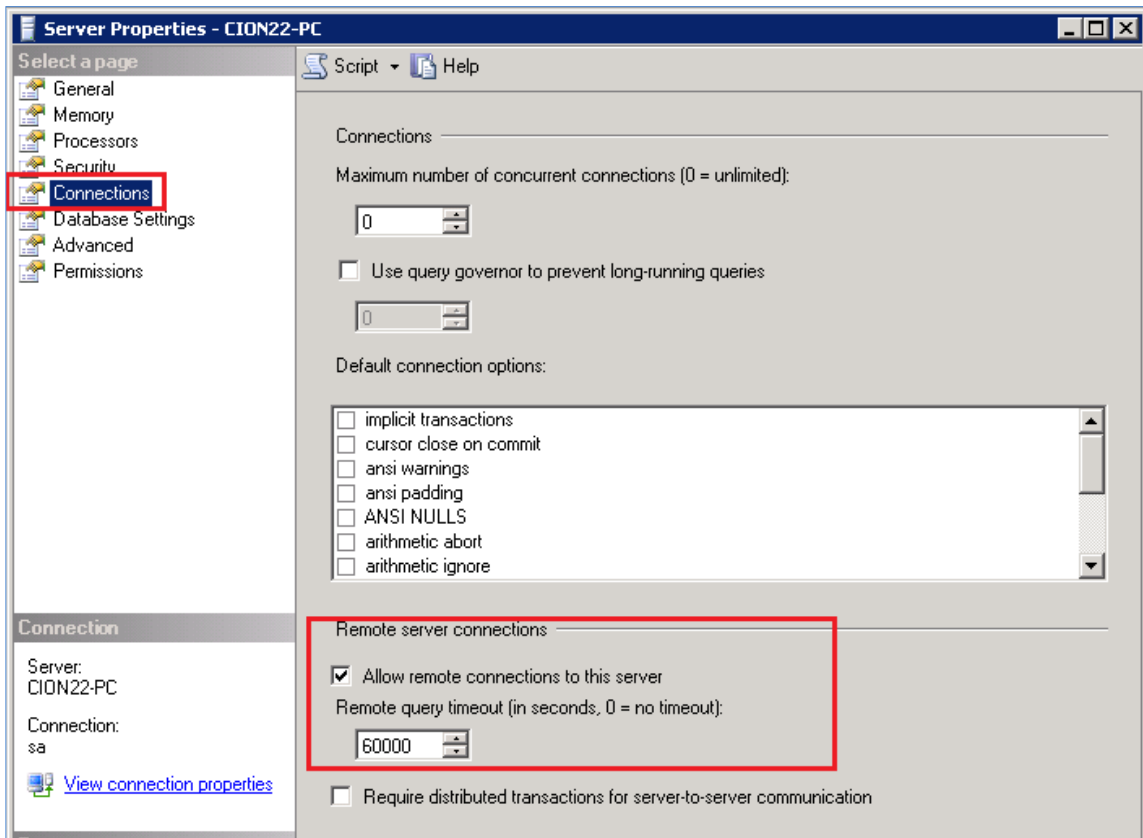 Server Properties - CION22-PC
Select a page
General
Memory
Processors
Security
Connections
Database Settings
Advanced
Permissions
Connection
Server:
CION22-PC
Connection:
sa
View connection properties
Script
Help
Connections
Maximum number of concurrent connections (0 = unlimited):
0
Use query governor to prevent long-running queries
0
Default connection options:
implicit transactions
cursor close on commit
ansi warnings
ansi padding
ANSI NULLS
arithmetic abort
arithmetic ignore
Remote server connections
Allow remote connections to this server
Remote query timeout (in seconds, 0 = no timeout):
60000
Require distributed transactions for server-to-server communication